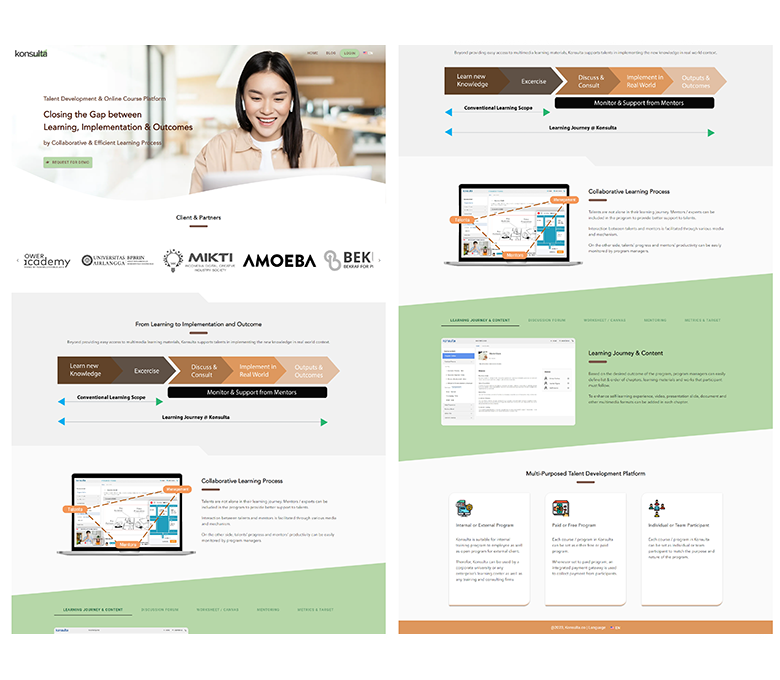 konsulta
HOME BLOG LOGIN
Talent Development & Online Course Platform
Closing the Gap between
Learning, Implementation & Outcomes
by Collaborative & Efficient Learning Process
REQUEST FOR DEMO
Client & Partners
OWER
academy
UNIVERSITAS
AIRLANGGA
MIKTI
AMOEBA
BEK
BEKRAF FOR P
From Learning to Implementation and Outcome
Beyond providing easy access to multimedia learning materials, Konsulta supports talents in implementing the new knowledge in real world context.
Learn new
Knowledge
Excercise
Discuss &
Consult
Implement in
Real World
Outputs &
Outcomes
Monitor & Support from Mentors
Conventional Learning Scope
Learning Journey @ Konsulta
Management
Talents
Mentors
Collaborative Learning Process
Talents are not alone in their learning journey. Mentors / experts can be
included in the program to provide better support to talents.
Interaction between talents and mentors is facilitated through various media
and mechanism.
On the other side, talents' progress and mentors' productivity can be easily
monitored by program managers.
LEARNING JOURNEY & CONTENT DISCUSSION FORUM WORKSHEET / CANVAS MENTORING METRICS & TARGET
konsulta
Beyond providing easy access to multimedia learning materials, Konsulta supports talents in implementing the new knowledge in real world context.
Learn new
Knowledge
Excercise
Discuss &
Consult
Implement in
Real World
Outputs &
Outcomes
Monitor & Support from Mentors
Conventional Learning Scope
Learning Journey @ Konsulta
Management
Talents
Mentors
Collaborative Learning Process
Talents are not alone in their learning journey. Mentors / experts can be
included in the program to provide better support to talents.
Interaction between talents and mentors is facilitated through various media
and mechanism.
On the other side, talents' progress and mentors' productivity can be easily
monitored by program managers.
LEARNING JOURNEY & CONTENT DISCUSSION FORUM WORKSHEET / CANVAS MENTORING METRICS & TARGET
konsulta
Learning Journey & Content
Based on the desired outcome of the program, program managers can easily
define list & order of chapters, learning materials and works that participant
must follow.
To enhance self learning experience, video, presentation slide, document and
other multimedia formats can be added in each chapter.
Multi-Purposed Talent Development Platform
Internal or External Program
Konsulta is suitable for internal
training program to employees as well
as open program for external client.
Therefor, Konsulta can be used by a
corporate university or any
enterprise's learning center as well as
any training and consulting firms.
Paid or Free Program
Each course / program in Konsulta
can be set as either free or paid
program.
Whenever set to paid program, an
integrated payment gateway is used
to collect payment from participants.
Individual or Team Participant
Each course / program in Konsulta
can be set as individual or team
participant to match the purpose and
nature of the program.